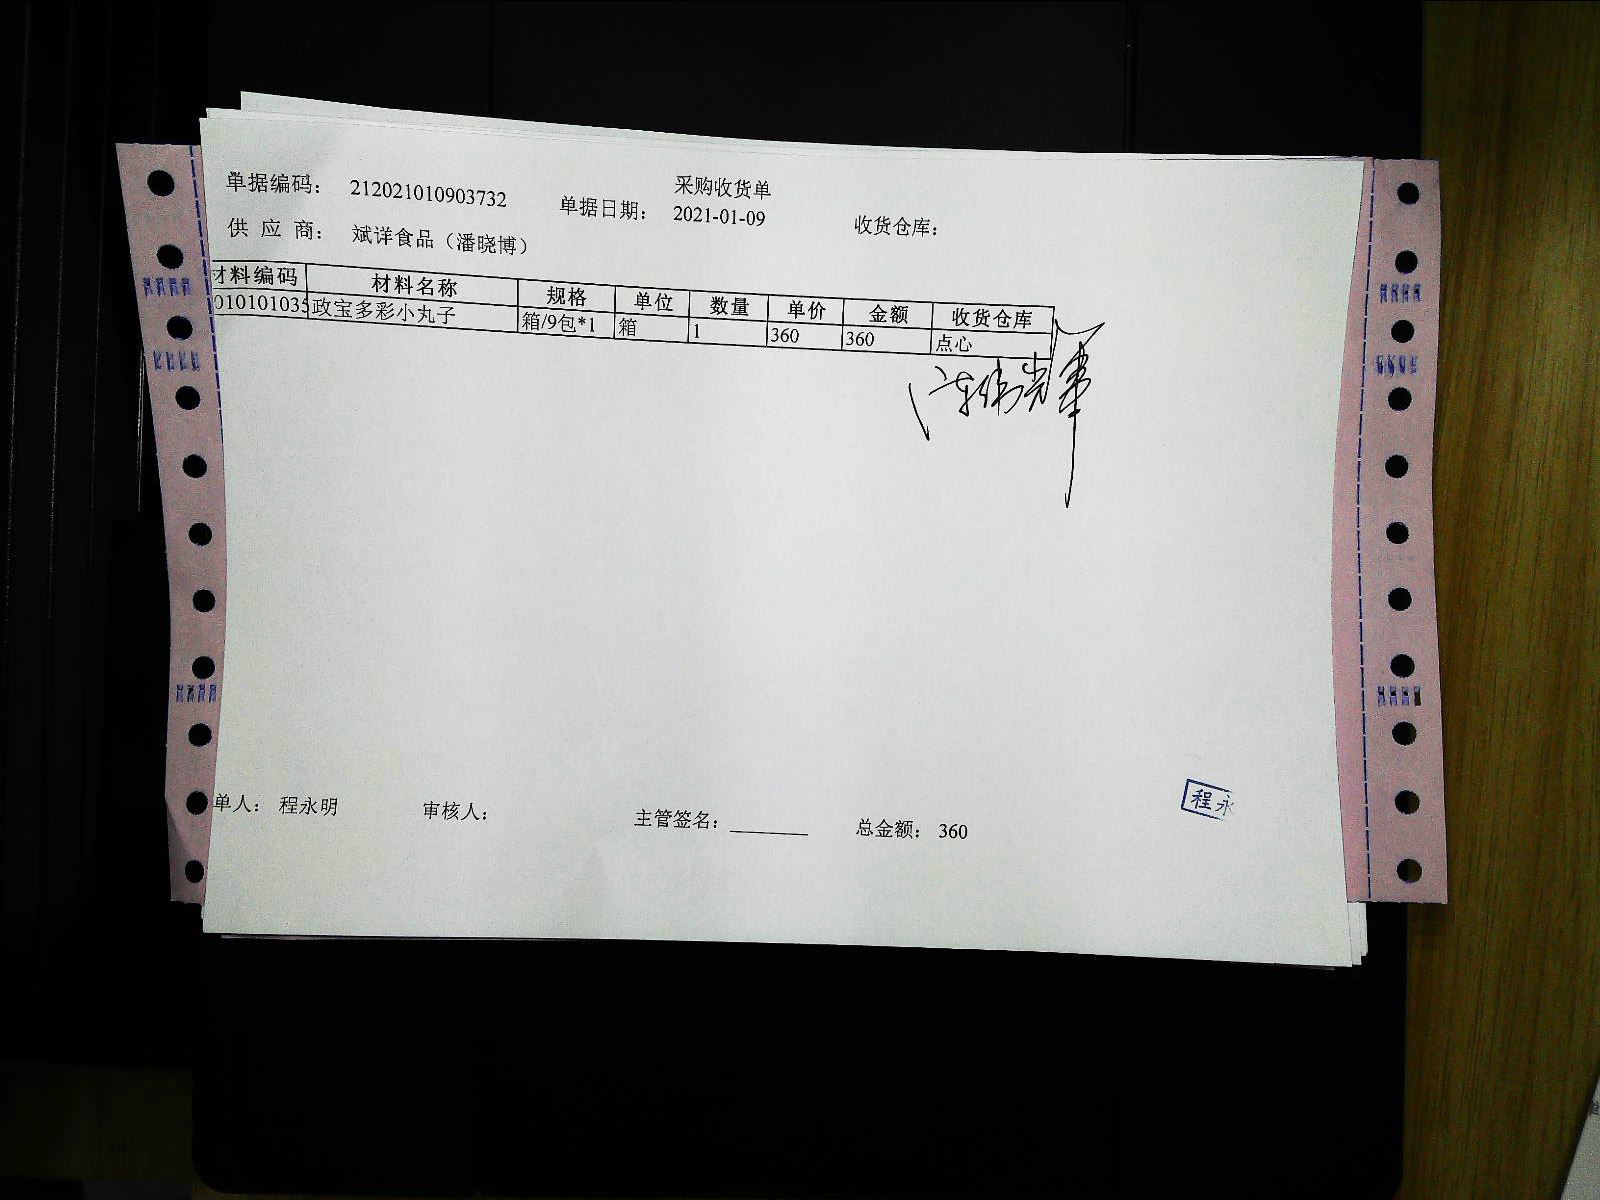 采购收货单
单据编码： 212021010903732 单据日期： 2021-01-09 收货仓库：
供 应 商： 斌详食品（潘晓博）
材料编码 材料名称 规格 单位 数量 单价 金额 收货仓库
010101035 政宝多彩小丸子 箱/9包*1 箱 1 360 360 点心
单人： 程永明 审核人： 主管签名： 总金额： 360
程永